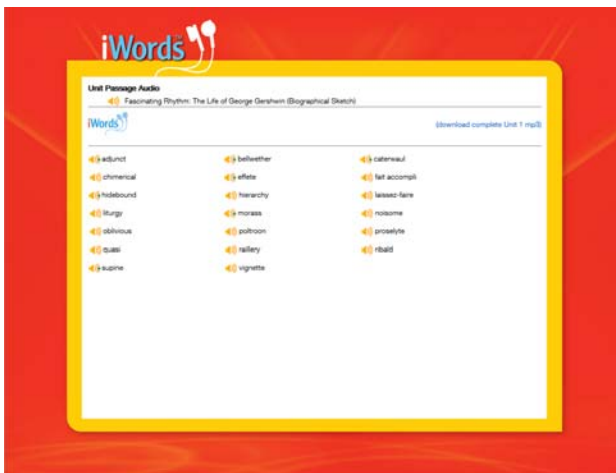 iWords™
Unit Passage Audio
Fascinating Rhythm: The Life of George Gershwin (Biographical Sketch)
iWords
(download complete Unit 1 mp3)
adjunct bellwether caterwaul
chimerical effete fait accompli
hidebound hierarchy laissez-faire
liturgy morass noisome
oblivious poltroon proselyte
quasi raillery ribald
supine vignette